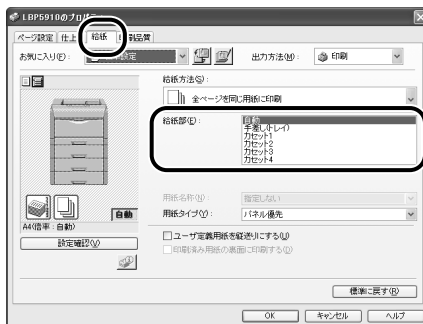 LBP5910のプロパティ
ページ設定 仕上げ 給紙 印刷品質
お気に入り(F): 出力方法(M): 印刷
給紙方法(S):
全ページを同じ用紙に印刷
給紙部(E): 自動
手差し(トレイ)
カセット1
カセット2
カセット3
カセット4
自動
用紙名称(N): 指定しない
A4(倍率:自動)
用紙タイプ(Y): パネル優先
設定確認(V)
ユーザ定義用紙を縦送りにする(U)
印刷済み用紙の裏面に印刷する(D)
標準に戻す(R)
OK キャンセル ヘルプ